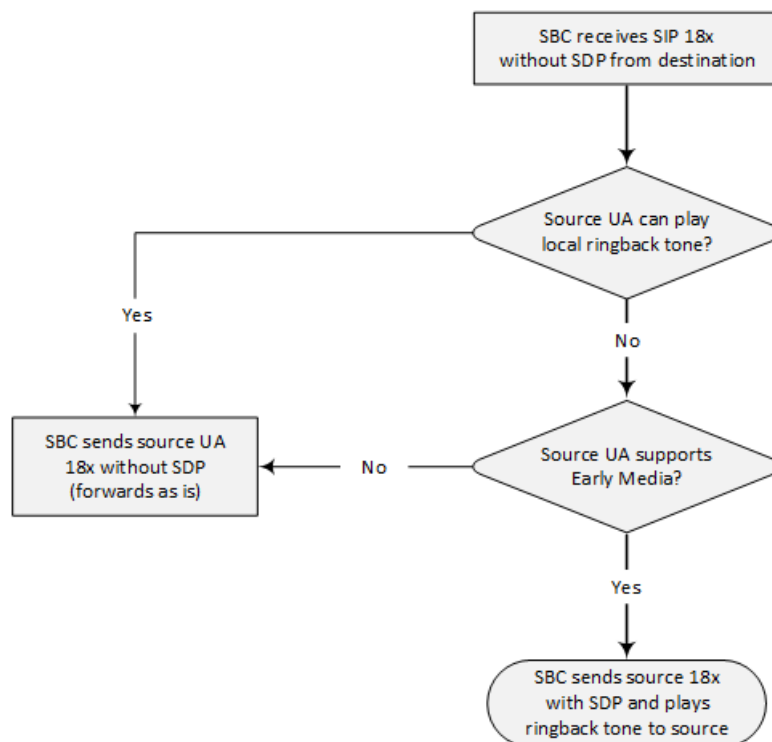 SBC receives SIP 18x
without SDP from destination
Source UA can play
local ringback tone?
Yes
No
SBC sends source UA
18x without SDP
(forwards as is)
No
Source UA supports
Early Media?
Yes
SBC sends source 18x
with SDP and plays
ringback tone to source